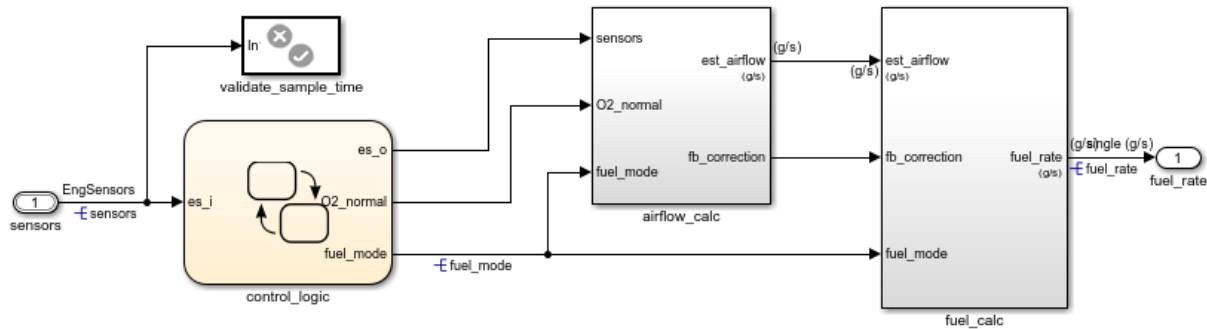 In
validate_sample_time
1
sensors
EngSensors
sensors
es_i
es_o
O2_normal
fuel_mode
control_logic
fuel_mode
sensors
O2_normal
fuel_mode
est_airflow
(g/s)
fb_correction
airflow_calc
(g/s)
(g/s)
est_airflow
(g/s)
fb_correction
fuel_mode
fuel_rate
(g/s)
fuel_calc
(g/s)
single (g/s)
fuel_rate
1
fuel_rate